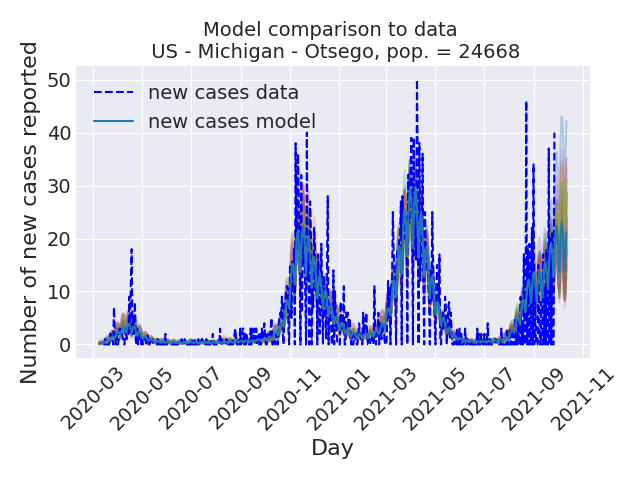 Model comparison to data
US - Michigan - Otsego, pop. = 24668
Number of new cases reported
50
40
30
20
10
0
new cases data
new cases model
2020-03
2020-05
2020-07
2020-09
2020-11
2021-01
2021-03
2021-05
2021-07
2021-09
2021-11
Day